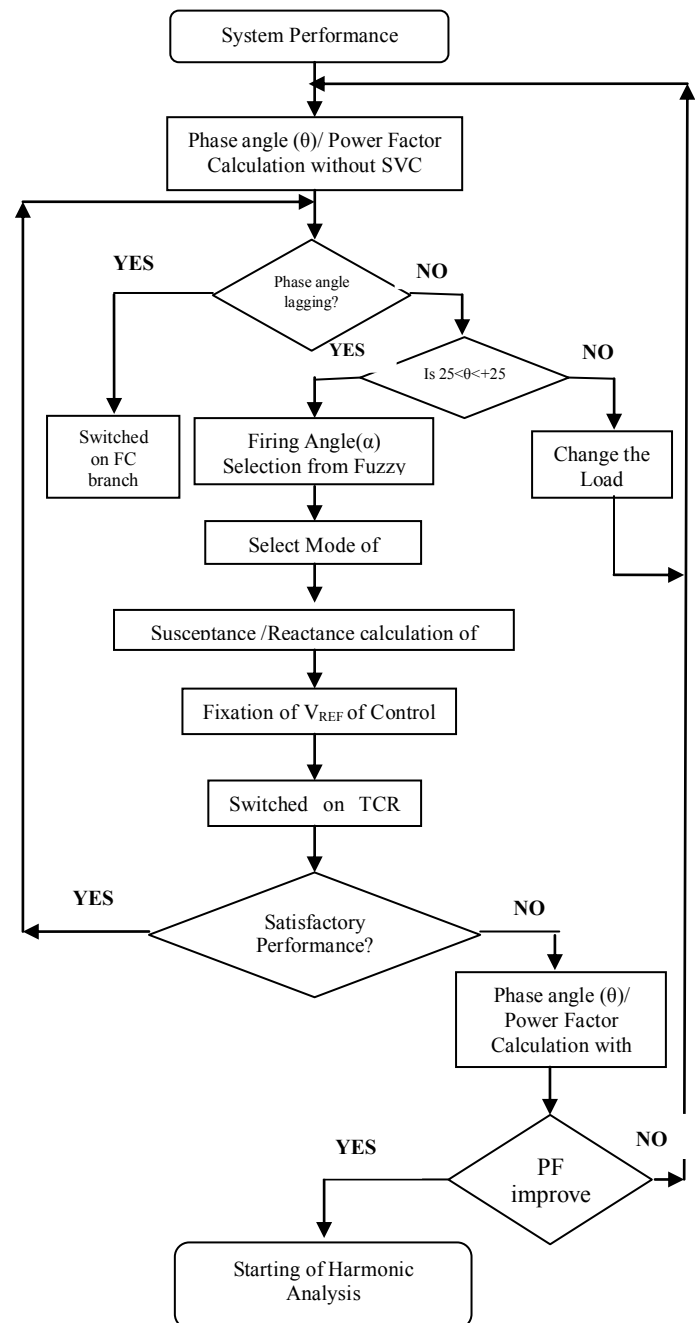 System Performance
Phase angle (θ)/ Power Factor
Calculation without SVC
YES
NO
Phase angle
lagging?
YES
NO
Is 25<θ<+25
Switched
on FC
branch
Firing Angle(α)
Selection from Fuzzy
Change the
Load
Select Mode of
Susceptance /Reactance calculation of
Fixation of VREF of Control
Switched on TCR
YES
NO
Satisfactory
Performance?
Phase angle (θ)/
Power Factor
Calculation with
YES
NO
PF
improve
Starting of Harmonic
Analysis